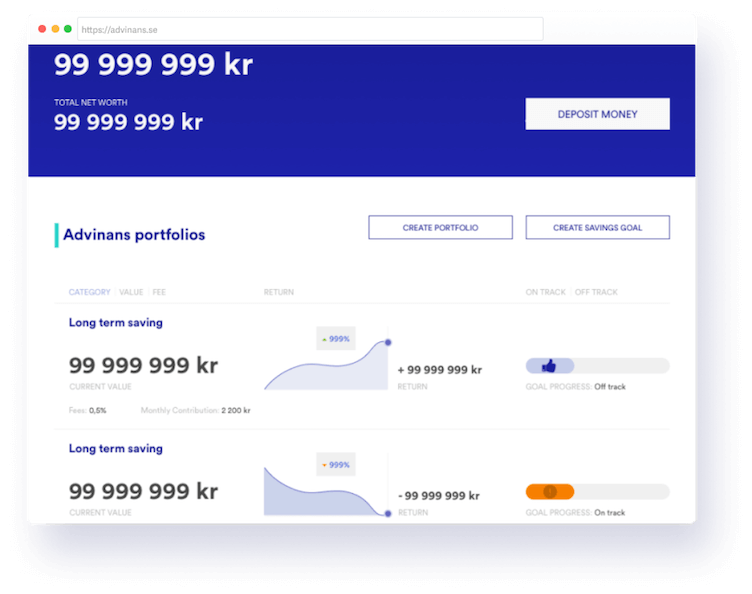 https://advinans.se
99 999 999 kr
TOTAL NET WORTH
99 999 999 kr
DEPOSIT MONEY
Advinans portfolios
CREATE PORTFOLIO
CREATE SAVINGS GOAL
CATEGORY | VALUE | FEE
RETURN
ON TRACK | OFF TRACK
Long term saving
99 999 999 kr
CURRENT VALUE
Fees: 0,5%
Monthly Contribution: 2 200 kr
999%
+ 99 999 999 kr
RETURN
GOAL PROGRESS: Off track
Long term saving
99 999 999 kr
CURRENT VALUE
999%
- 99 999 999 kr
RETURN
GOAL PROGRESS: On track